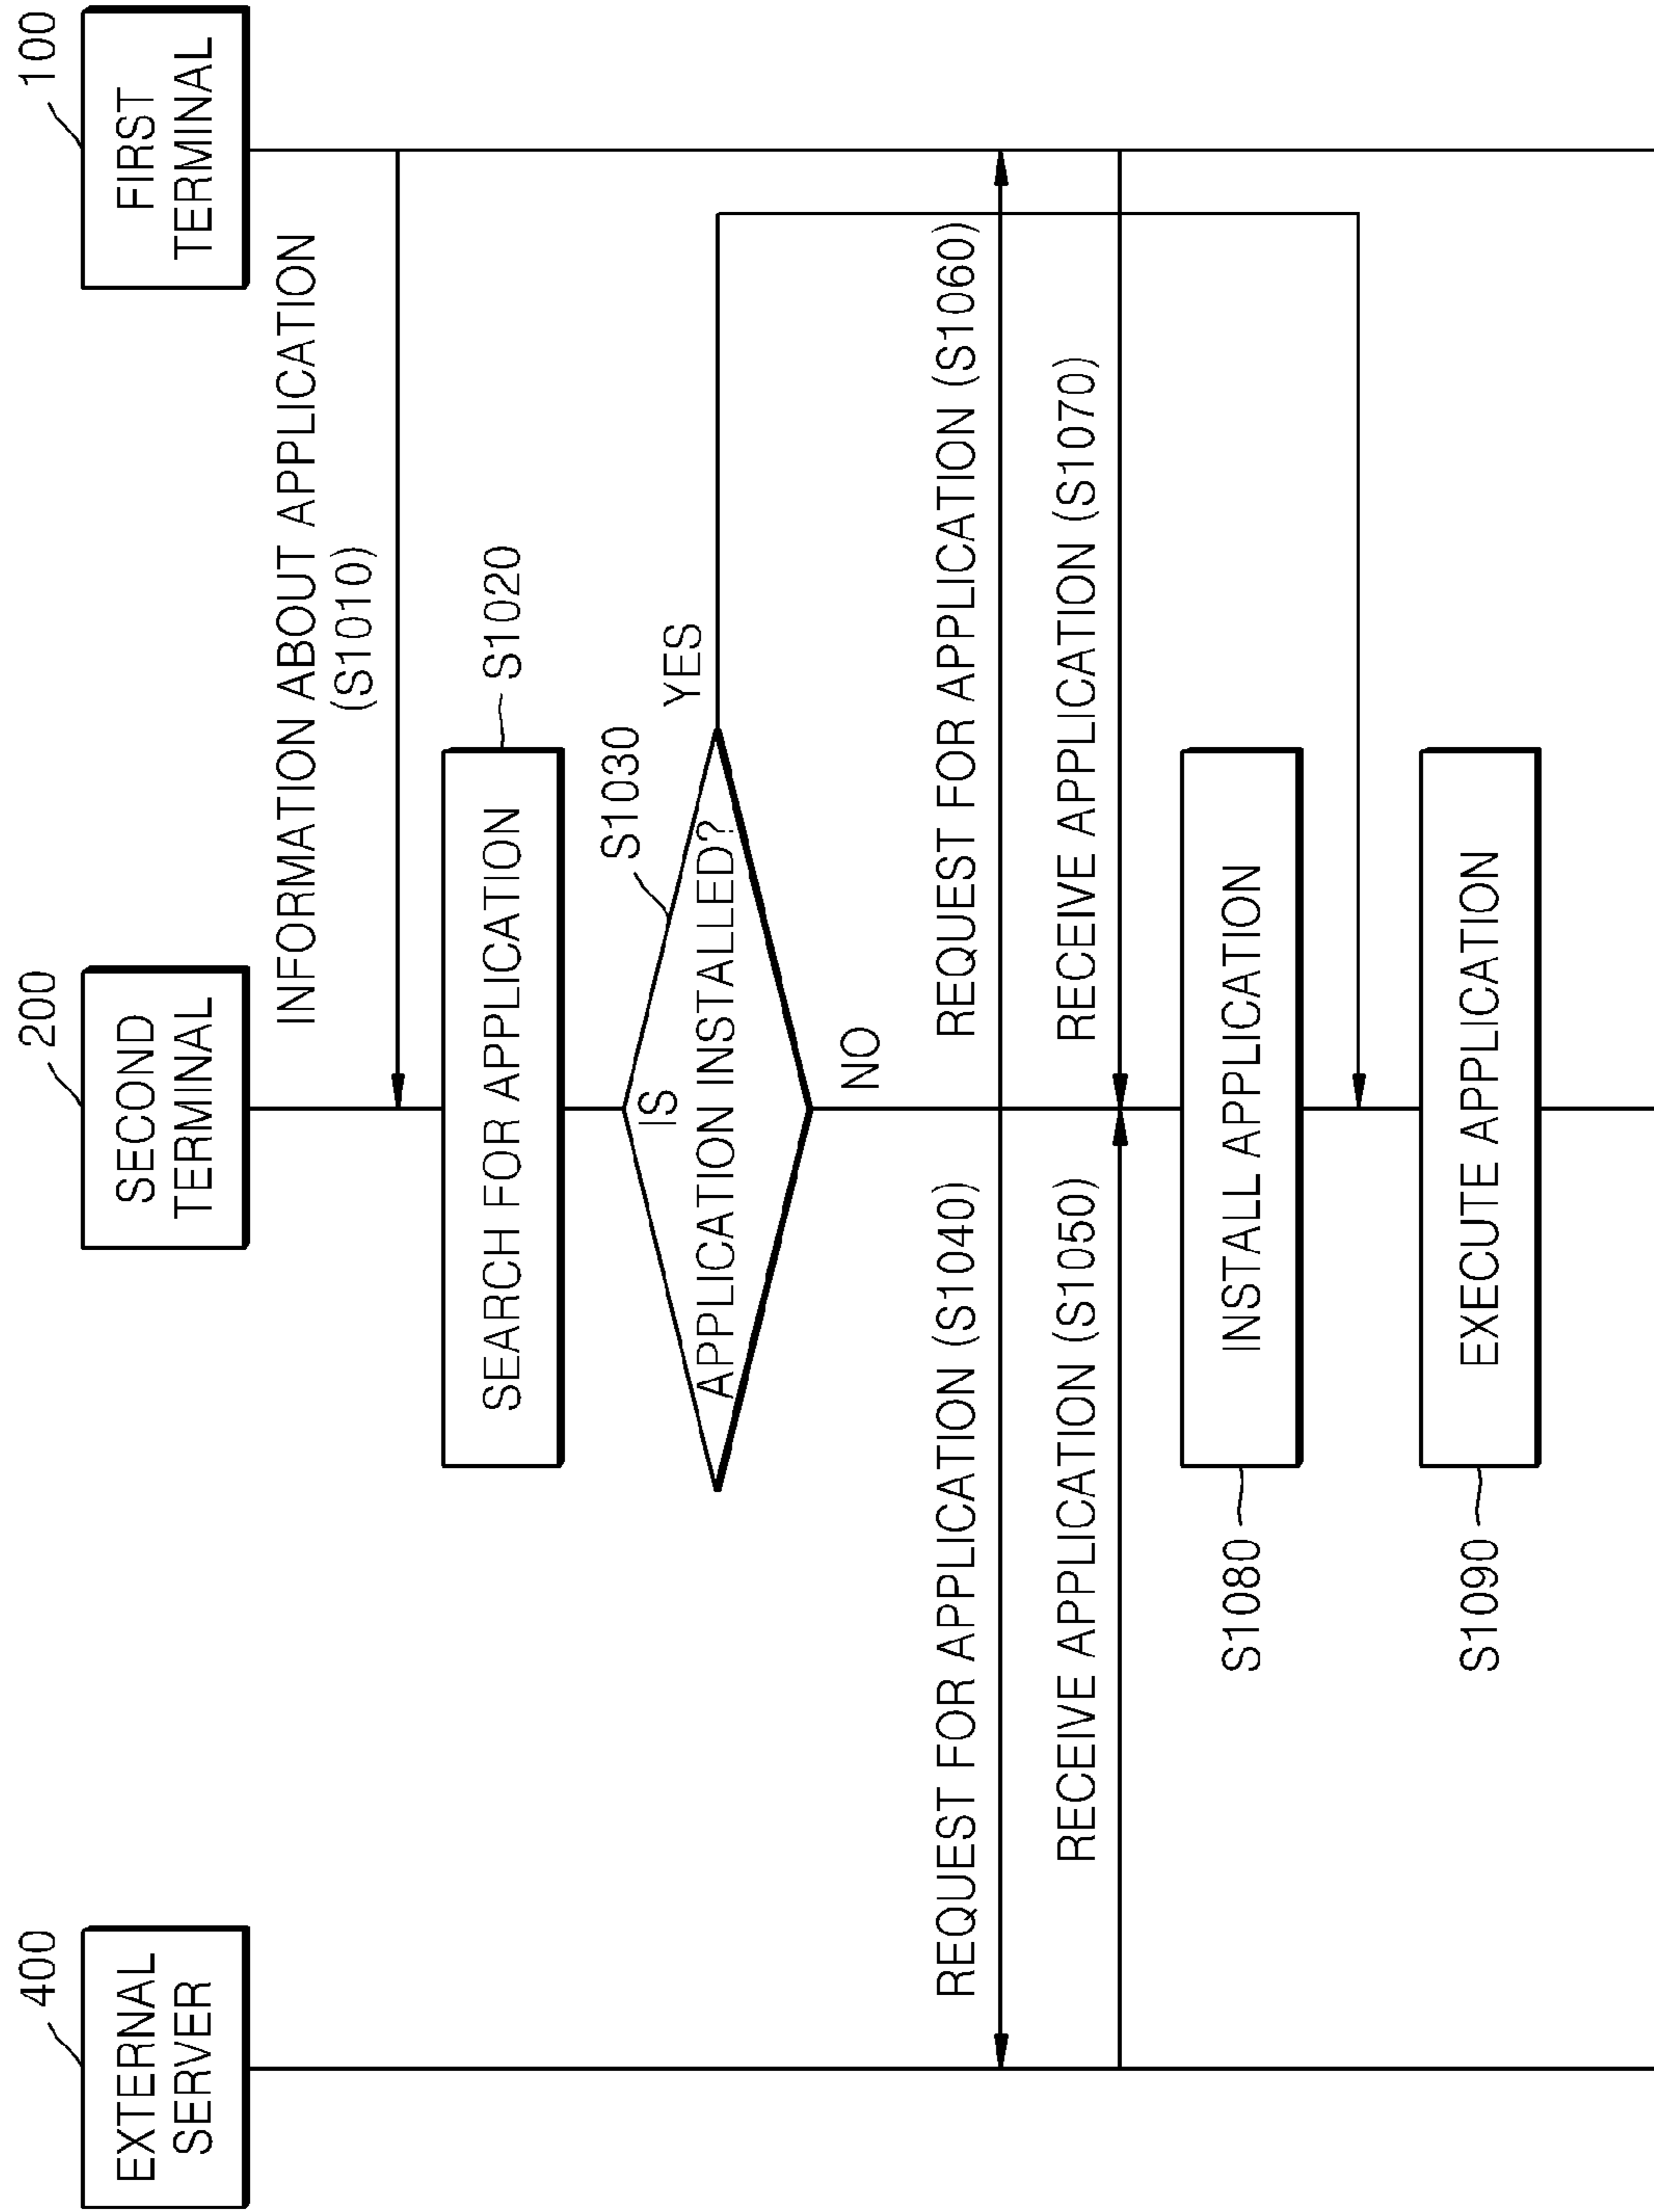 400
EXTERNAL
SERVER
200
SECOND
TERMINAL
100
FIRST
TERMINAL
INFORMATION ABOUT APPLICATION
(S1010)
SEARCH FOR APPLICATION
S1020
S1030
IS
APPLICATION INSTALLED?
YES
NO
REQUEST FOR APPLICATION (S1040)
REQUEST FOR APPLICATION (S1060)
RECEIVE APPLICATION (S1050)
RECEIVE APPLICATION (S1070)
S1080
INSTALL APPLICATION
S1090
EXECUTE APPLICATION